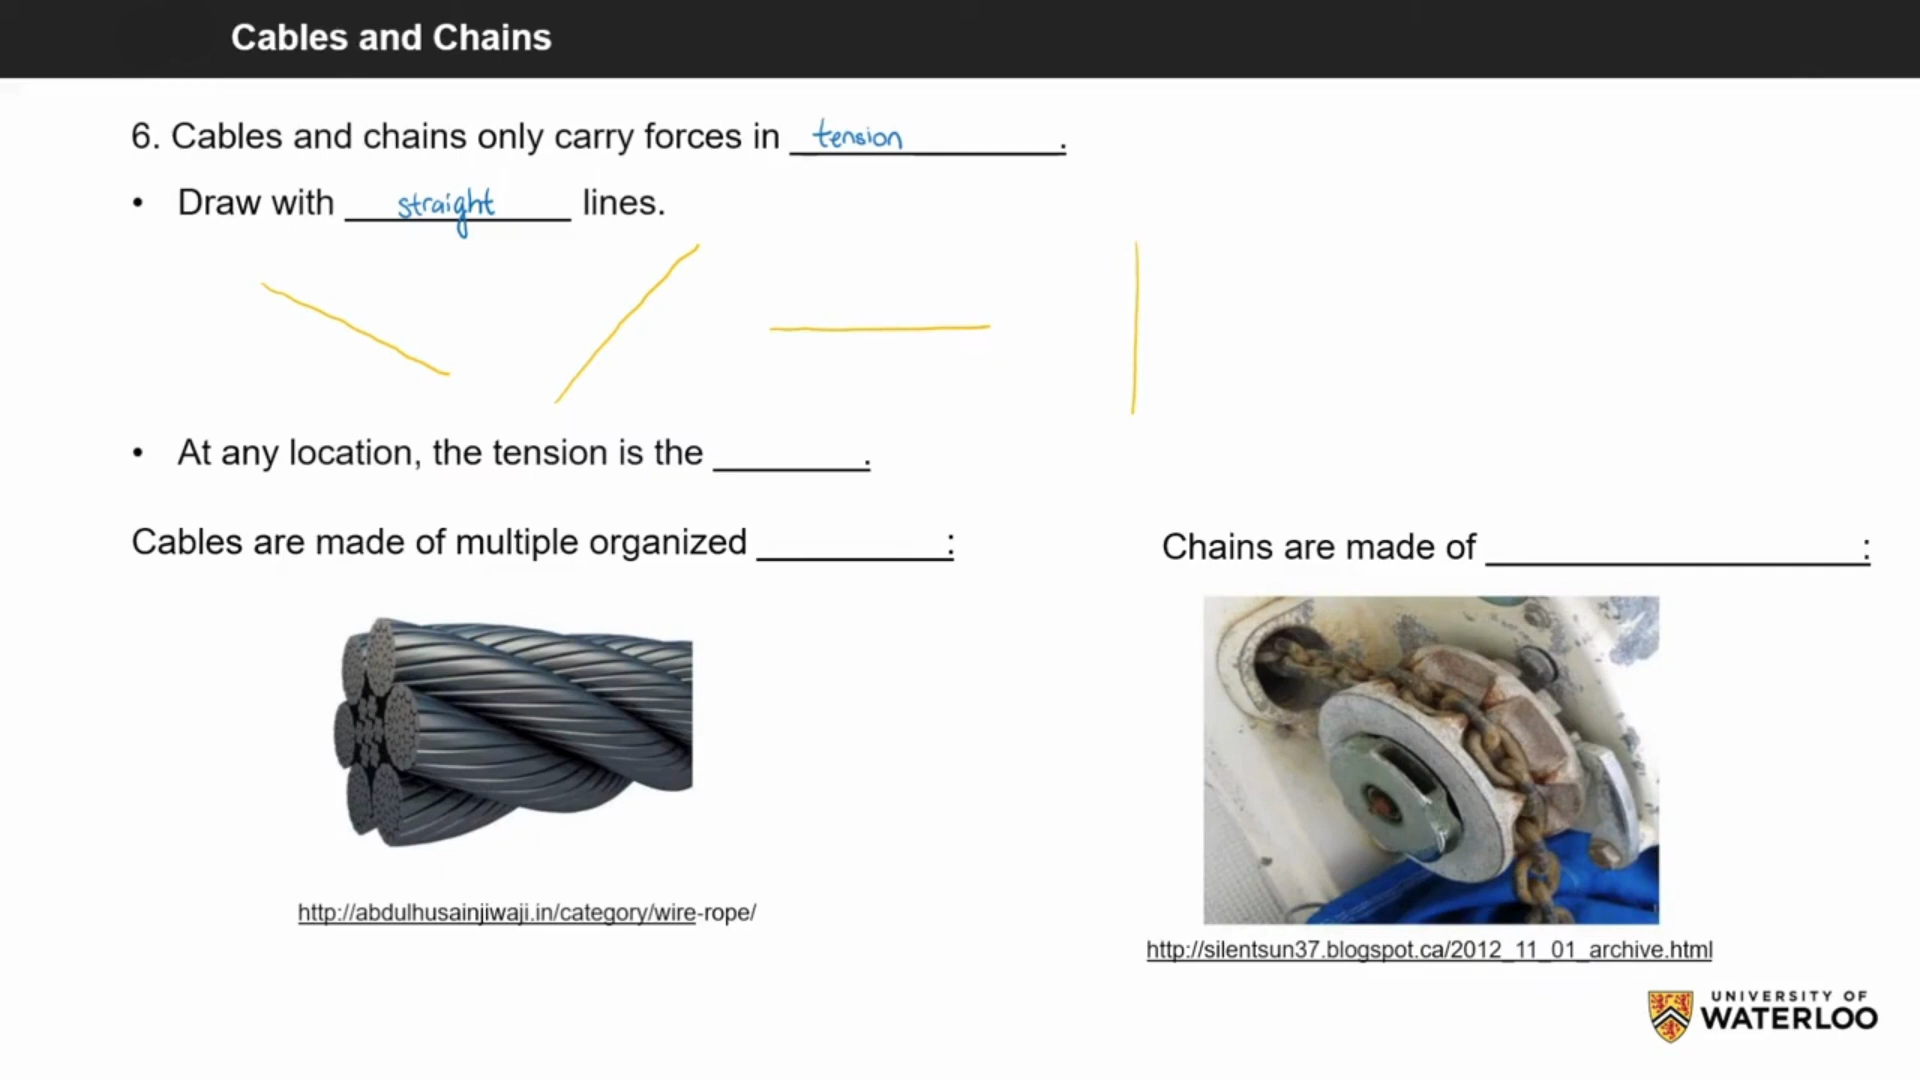 Cables and Chains
6. Cables and chains only carry forces in tension.
• Draw with straight lines.
• At any location, the tension is the ________.
Cables are made of multiple organized __________:
Chains are made of ____________________:
http://abdulhusainjiwaji.in/category/wire-rope/
http://silentsun37.blogspot.ca/2012_11_01_archive.html
UNIVERSITY OF
WATERLOO